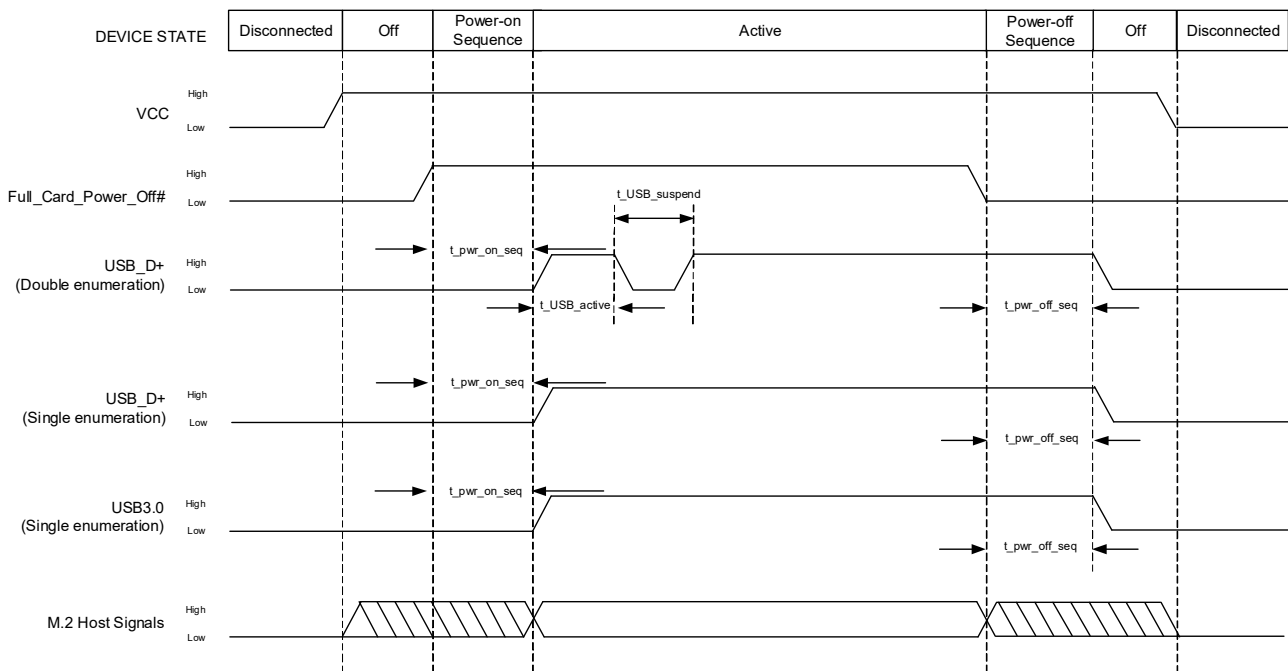 DEVICE STATE
Disconnected
Off
Power-on
Sequence
Active
Power-off
Sequence
Off
Disconnected
VCC
High
Low
Full_Card_Power_Off#
High
Low
t_USB_suspend
USB_D+
(Double enumeration)
High
Low
t_pwr_on_seq
t_USB_active
t_pwr_off_seq
USB_D+
(Single enumeration)
High
Low
t_pwr_on_seq
t_pwr_off_seq
USB3.0
(Single enumeration)
High
Low
t_pwr_on_seq
t_pwr_off_seq
M.2 Host Signals
High
Low